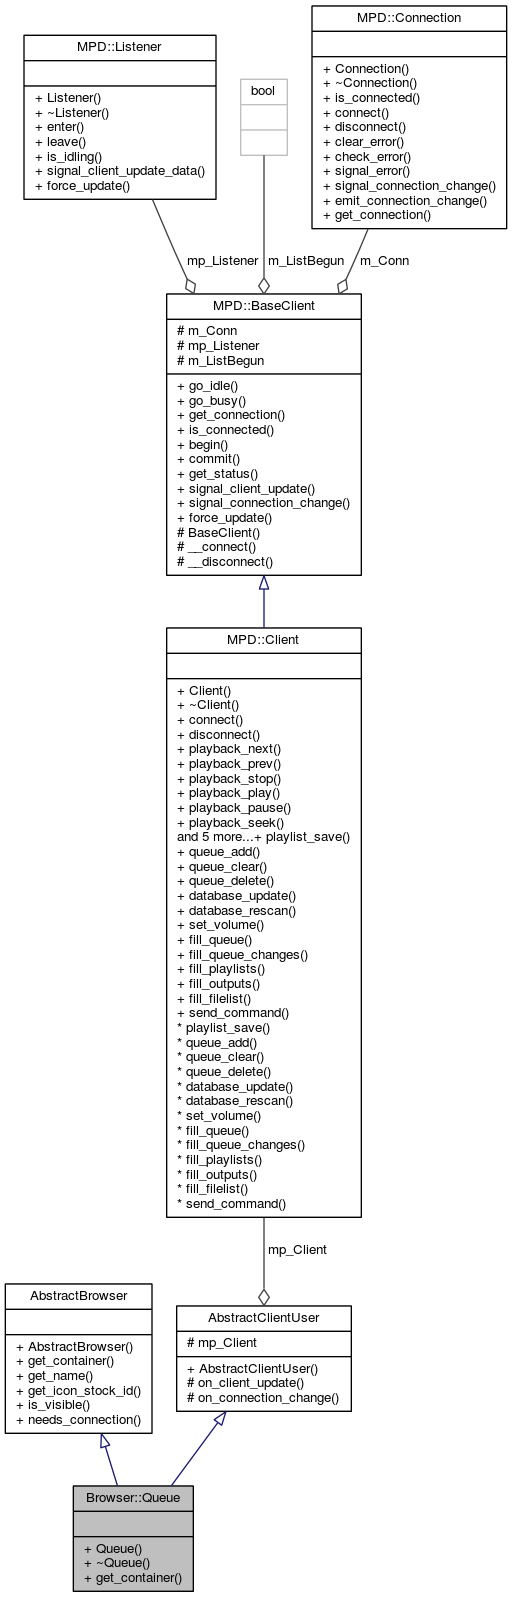 MPD::Listener
+ Listener()
+ ~Listener()
+ enter()
+ leave()
+ is_idling()
+ signal_client_update_data()
+ force_update()
bool
MPD::Connection
+ Connection()
+ ~Connection()
+ is_connected()
+ connect()
+ disconnect()
+ clear_error()
+ check_error()
+ signal_error()
+ signal_connection_change()
+ emit_connection_change()
+ get_connection()
mp_Listener
m_ListBegun
m_Conn
MPD::BaseClient
# m_Conn
# mp_Listener
# m_ListBegun
+ go_idle()
+ go_busy()
+ get_connection()
+ is_connected()
+ begin()
+ commit()
+ get_status()
+ signal_client_update()
+ signal_connection_change()
+ force_update()
# BaseClient()
# __connect()
# __disconnect()
MPD::Client
+ Client()
+ ~Client()
+ connect()
+ disconnect()
+ playback_next()
+ playback_prev()
+ playback_stop()
+ playback_play()
+ playback_pause()
+ playback_seek()
and 5 more...+ playlist_save()
+ queue_add()
+ queue_clear()
+ queue_delete()
+ database_update()
+ database_rescan()
+ set_volume()
+ fill_queue()
+ fill_queue_changes()
+ fill_playlists()
+ fill_outputs()
+ fill_filelist()
+ send_command()
* playlist_save()
* queue_add()
* queue_clear()
* queue_delete()
* database_update()
* database_rescan()
* set_volume()
* fill_queue()
* fill_queue_changes()
* fill_playlists()
* fill_outputs()
* fill_filelist()
* send_command()
mp_Client
AbstractBrowser
+ AbstractBrowser()
+ get_container()
+ get_name()
+ get_icon_stock_id()
+ is_visible()
+ needs_connection()
AbstractClientUser
# mp_Client
+ AbstractClientUser()
# on_client_update()
# on_connection_change()
Browser::Queue
+ Queue()
+ ~Queue()
+ get_container()